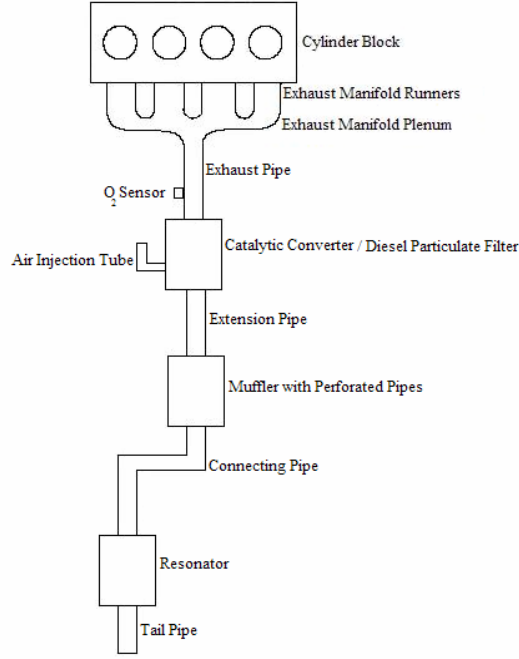 Cylinder Block
Exhaust Manifold Runners
Exhaust Manifold Plenum
Exhaust Pipe
O2 Sensor
Catalytic Converter / Diesel Particulate Filter
Air Injection Tube
Extension Pipe
Muffler with Perforated Pipes
Connecting Pipe
Resonator
Tail Pipe